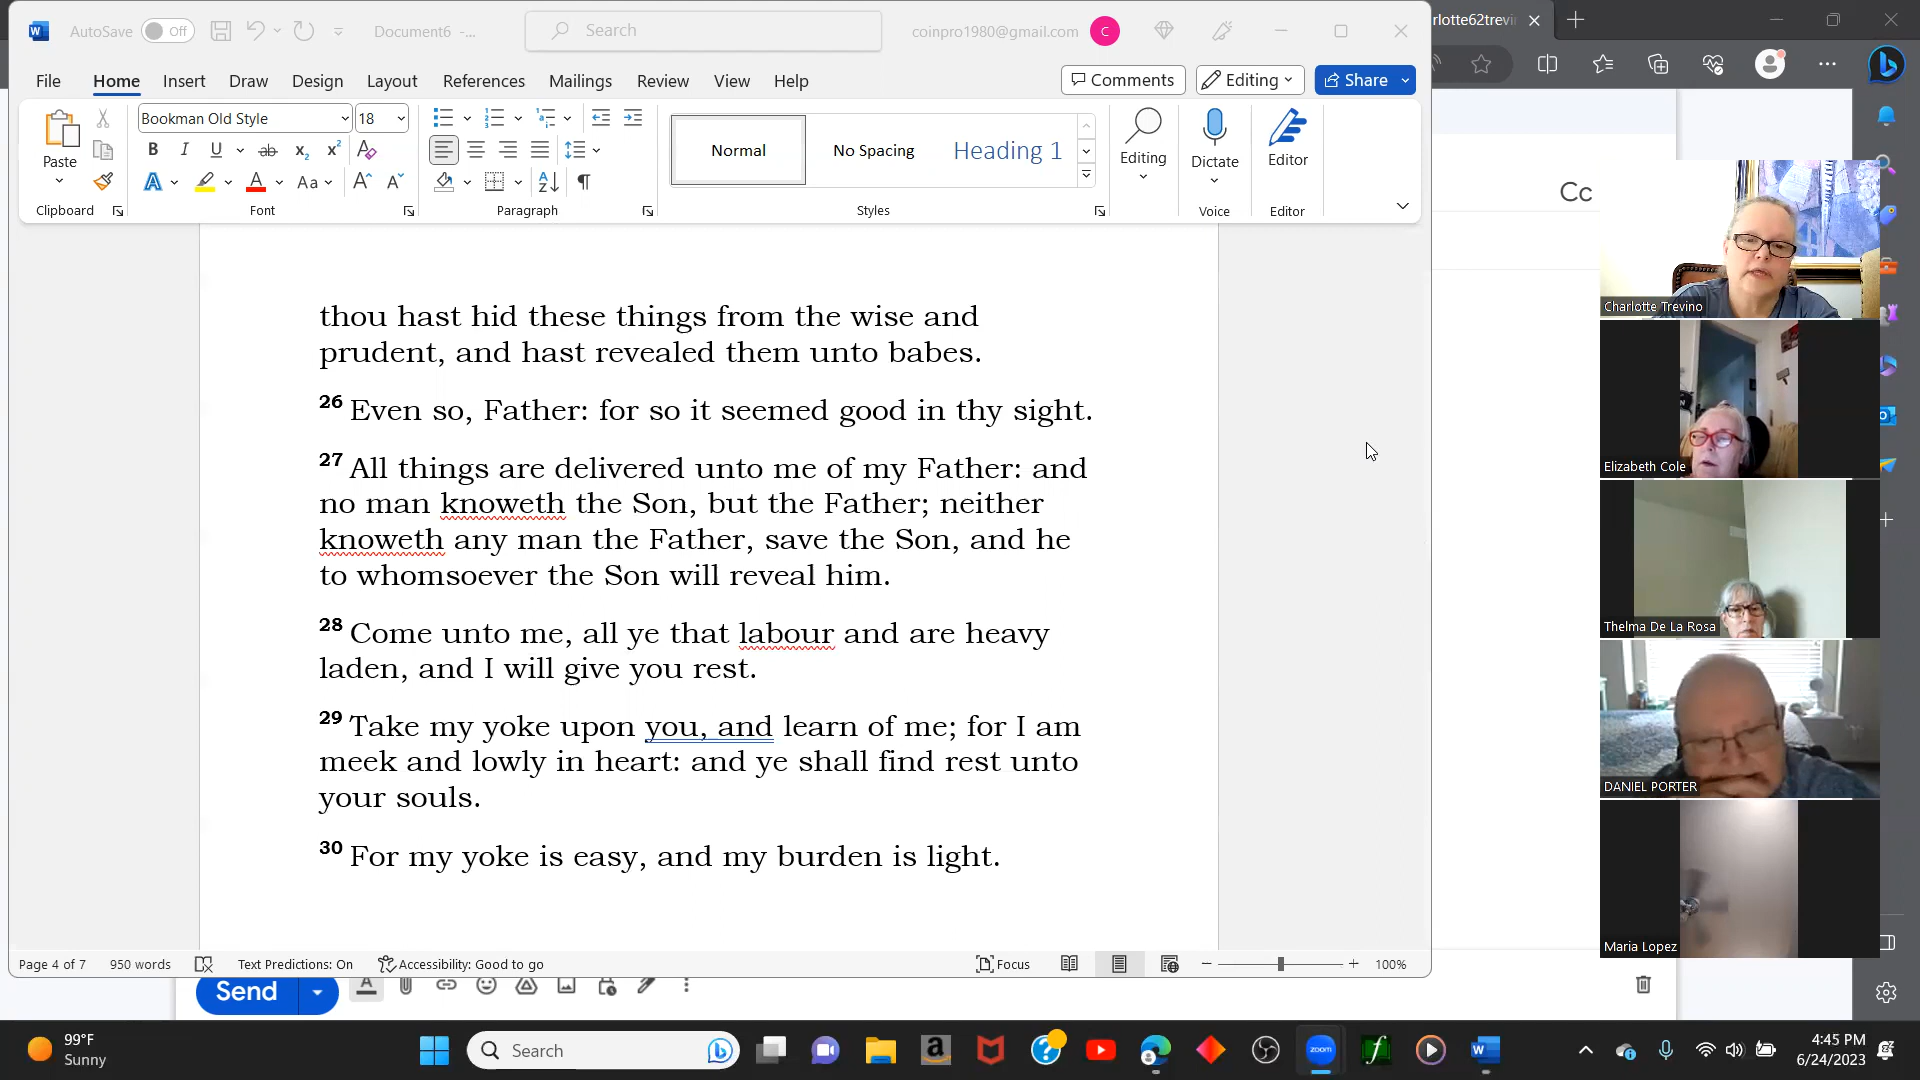 AutoSave Off Document6 -... Search coinpro1980@gmail.com C
rlotte62trevi
File Home Insert Draw Design Layout References Mailings Review View Help Comments Editing Share
Bookman Old Style 18
Paste
B I U ab x₂ x² A
A A Aa A A
Normal No Spacing Heading 1
Editing Dictate Editor
Clipboard Font Paragraph Styles Voice Editor
Cc
thou hast hid these things from the wise and
prudent, and hast revealed them unto babes.
26 Even so, Father: for so it seemed good in thy sight.
27 All things are delivered unto me of my Father: and
no man knoweth the Son, but the Father; neither
knoweth any man the Father, save the Son, and he
to whomsoever the Son will reveal him.
28 Come unto me, all ye that labour and are heavy
laden, and I will give you rest.
29 Take my yoke upon you, and learn of me; for I am
meek and lowly in heart: and ye shall find rest unto
your souls.
30 For my yoke is easy, and my burden is light.
Charlotte Trevino
Elizabeth Cole
Thelma De La Rosa
DANIEL PORTER
Maria Lopez
Page 4 of 7 950 words Text Predictions: On Accessibility: Good to go Focus 100%
Send
99°F
Sunny
Search
zoom
4:45 PM
6/24/2023